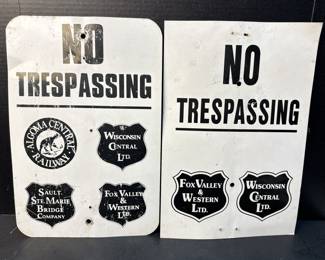 NO
TRESPASSING
ALGOMA CENTRAL
RAILWAY
WISCONSIN
CENTRAL
LTD.
SAULT
STE. MARIE
BRIDGE
COMPANY
FOX VALLEY
&
WESTERN
LTD.
NO
TRESPASSING
FOX VALLEY
&
WESTERN
LTD.
WISCONSIN
CENTRAL
LTD.